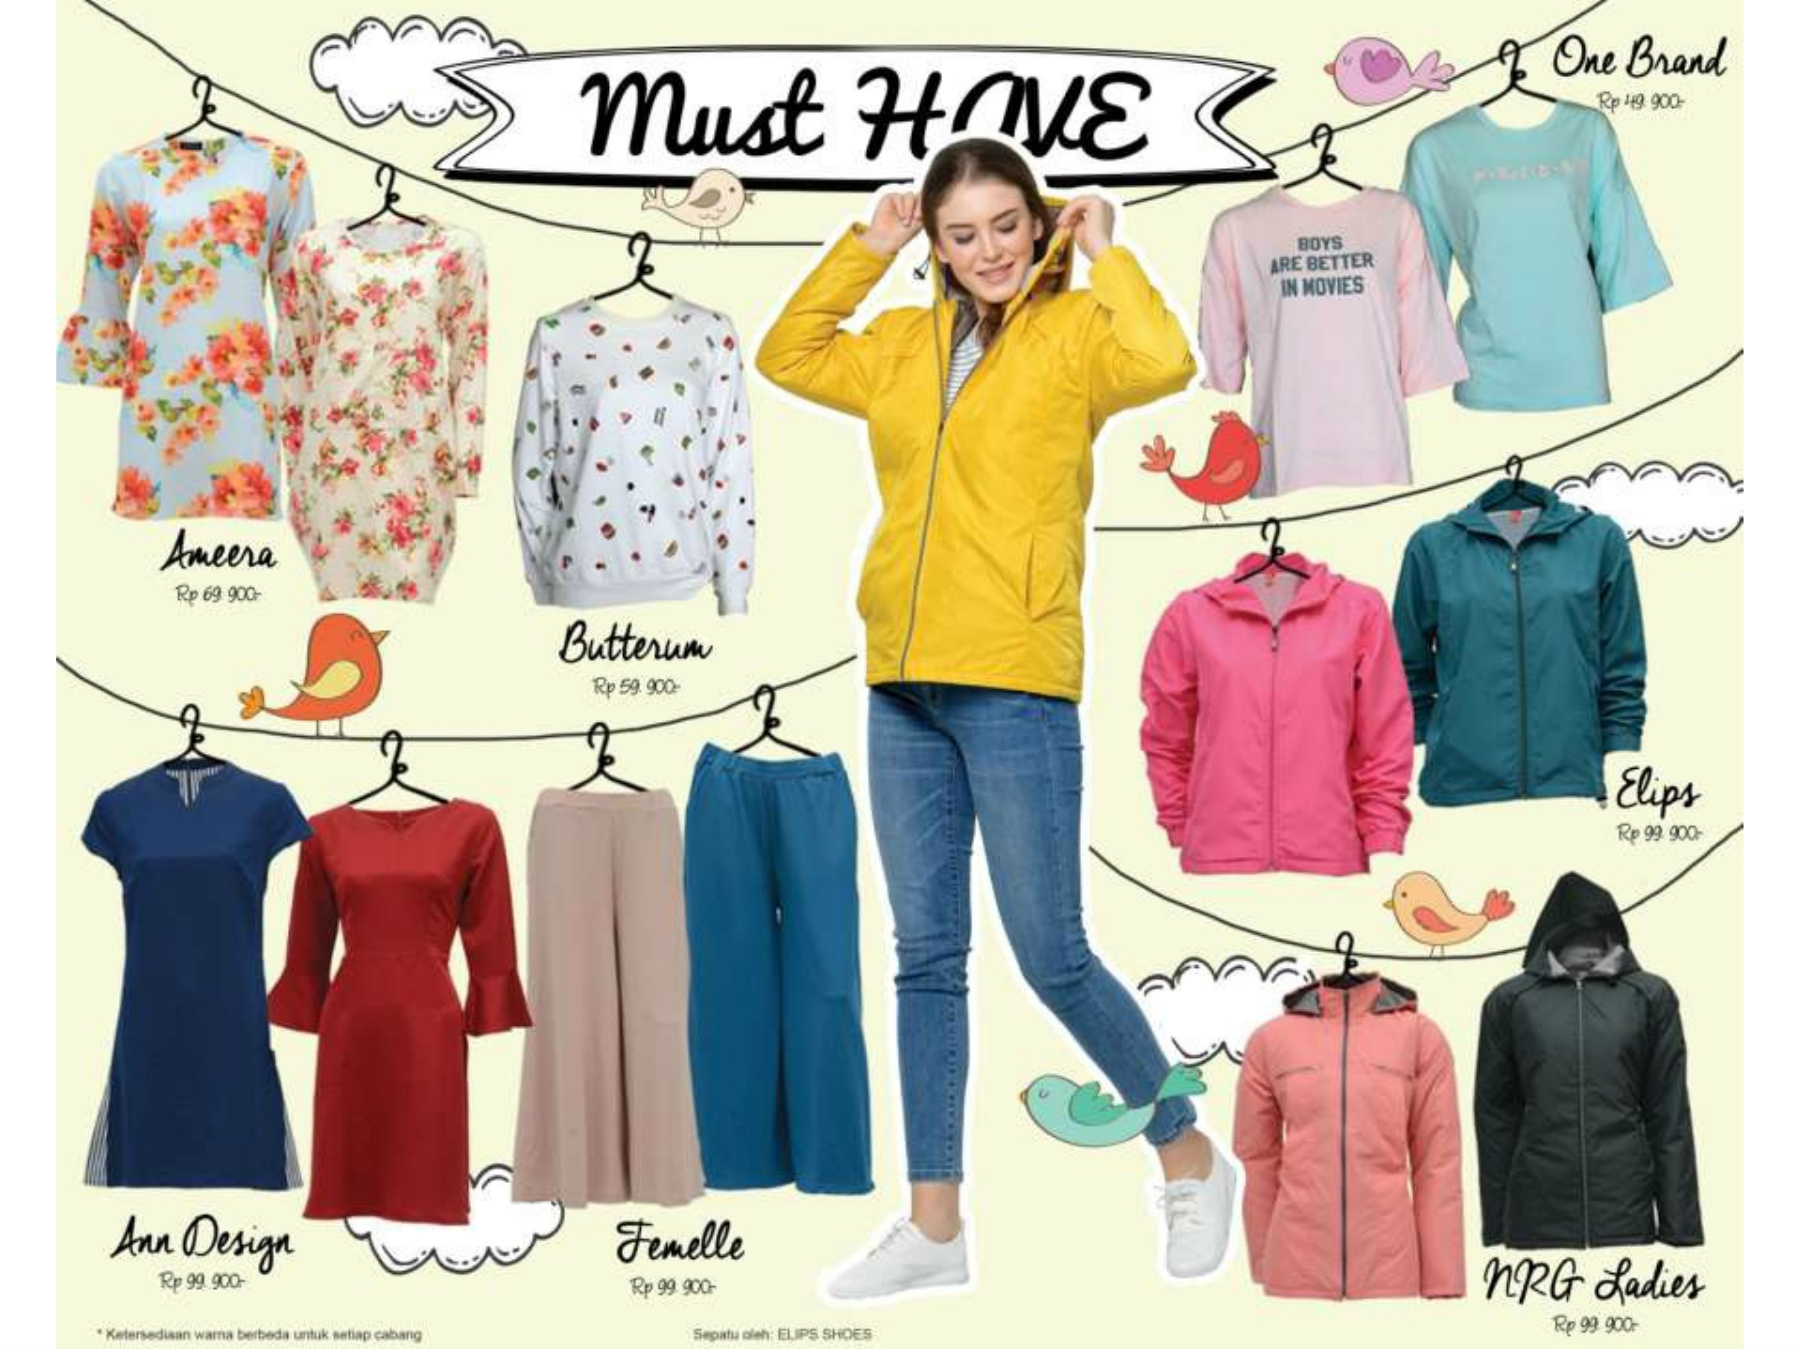 Must HAVE
One Brand
Rp 49. 900,-
BOYS
ARE BETTER
IN MOVIES
Ameera
Rp 69. 900,-
Butterum
Rp 59. 900,-
Elips
Rp 99. 900,-
Ann Design
Rp 99. 900,-
Femelle
Rp 99. 900,-
NRG Ladies
Rp 99. 900,-
* Ketersediaan warna berbeda untuk setiap cabang
Sepatu oleh: ELIPS SHOES